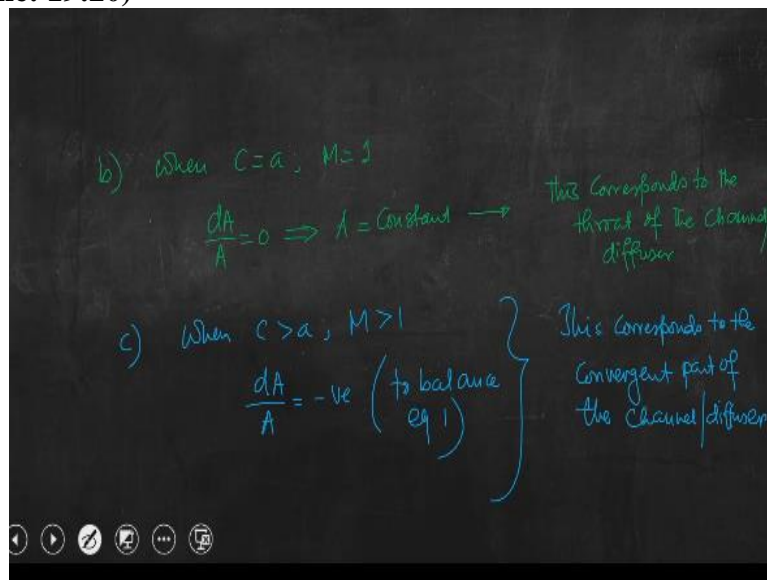 b) when C=a, M=1
dA/A = 0 ⇒ A = Constant → This corresponds to the
throat of the Channel/
diffuser
c) When C>a, M>1
dA/A = -ve (to balance
eq 1)
This corresponds to the
Convergent part of
the Channel/diffuser